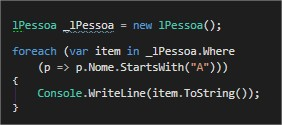 lPessoa _lPessoa = new lPessoa();
foreach (var item in _lPessoa.Where
(p => p.Nome.StartsWith("A")))
{
Console.WriteLine(item.ToString());
}